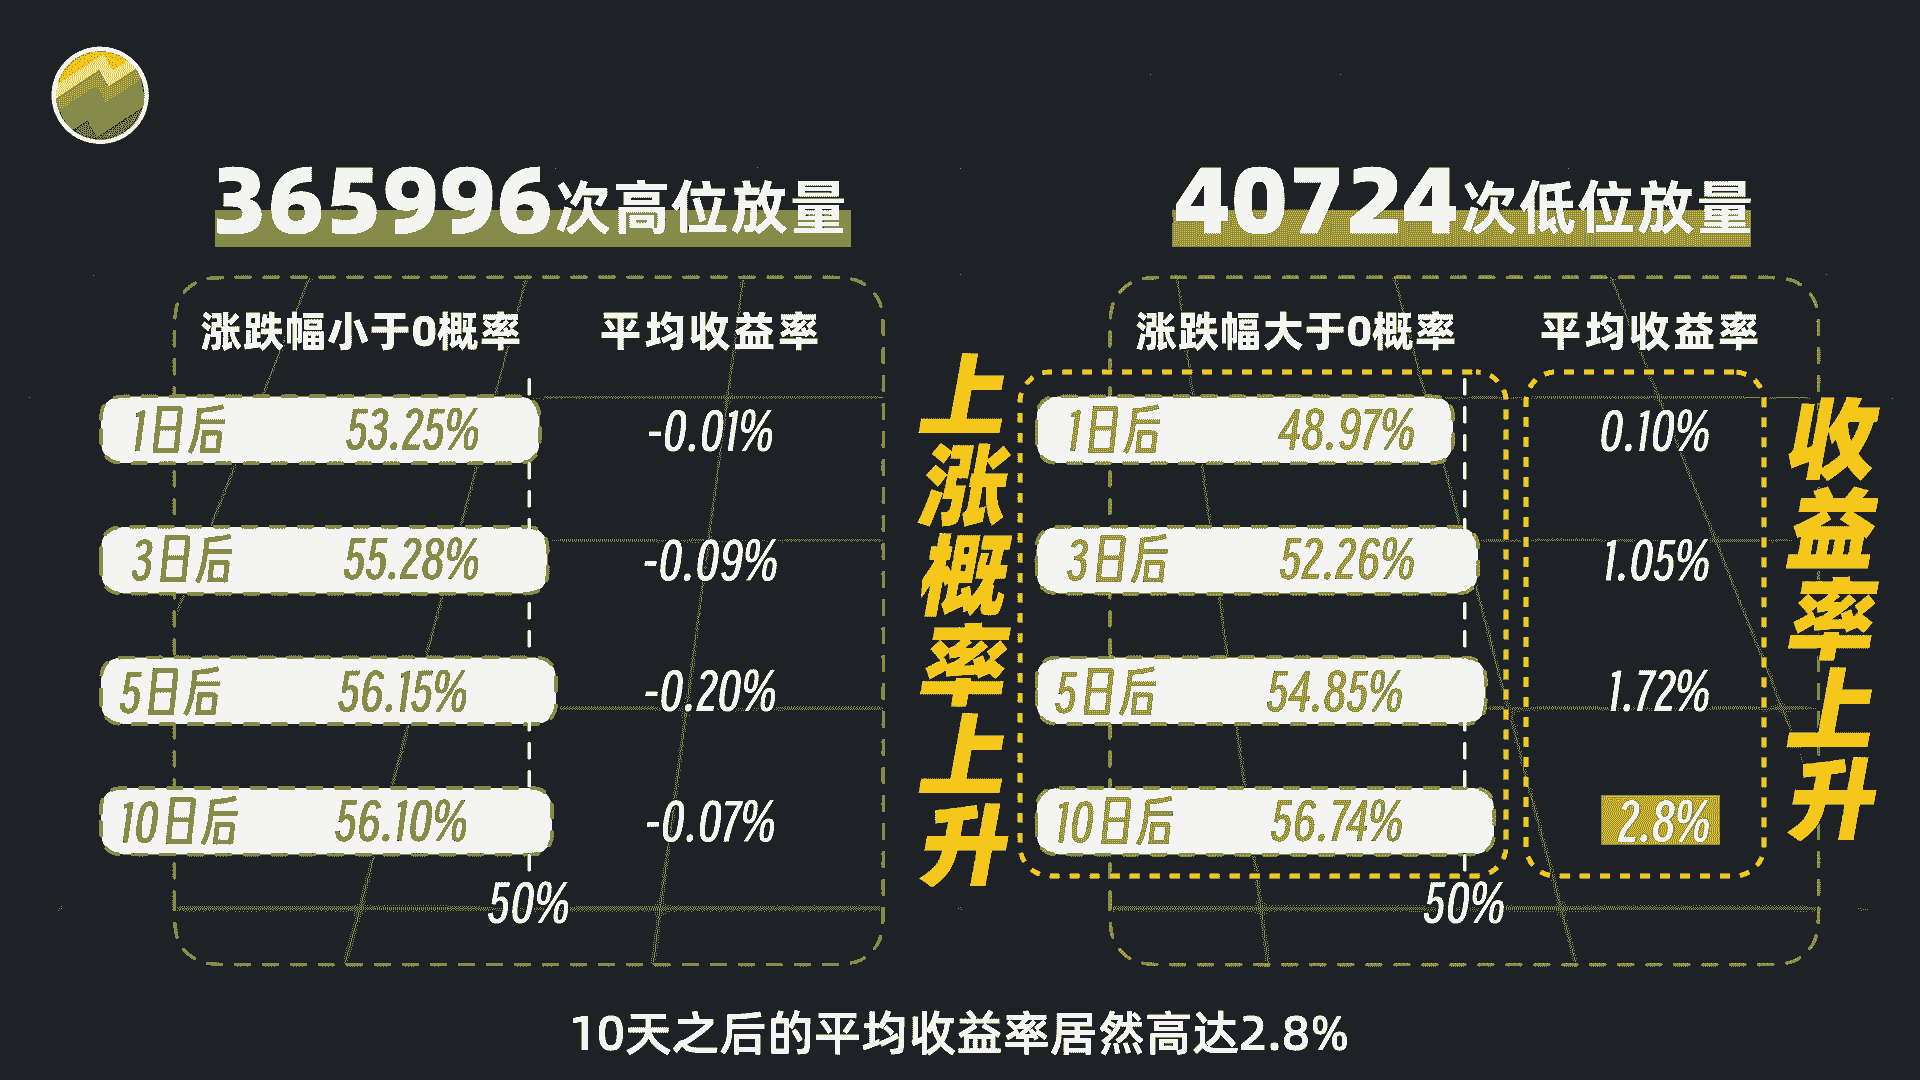 365996次高位放量
涨跌幅小于0概率 平均收益率
1日后 53.25% -0.01%
3日后 55.28% -0.09%
5日后 56.15% -0.20%
10日后 56.10% -0.07%
50%
上涨概率上升
40724次低位放量
涨跌幅大于0概率 平均收益率
1日后 48.97% 0.10%
3日后 52.26% 1.05%
5日后 54.85% 1.72%
10日后 56.74% 2.8%
50%
收益率上升
10天之后的平均收益率居然高达2.8%